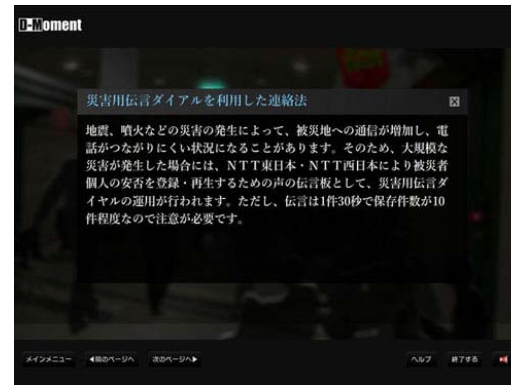 D-Moment
災害用伝言ダイアルを利用した連絡法
地震、噴火などの災害の発生によって、被災地への通信が増加し、電
話がつながりにくい状況になることがあります。そのため、大規模な
災害が発生した場合には、NTT東日本・NTT西日本により被災者
個人の安否を登録・再生するための声の伝言板として、災害用伝言ダ
イヤルの運用が行われます。ただし、伝言は1件30秒で保存件数が10
件程度なので注意が必要です。
メインメニュー ◀前のページへ 次のページへ▶ ヘルプ 終了する